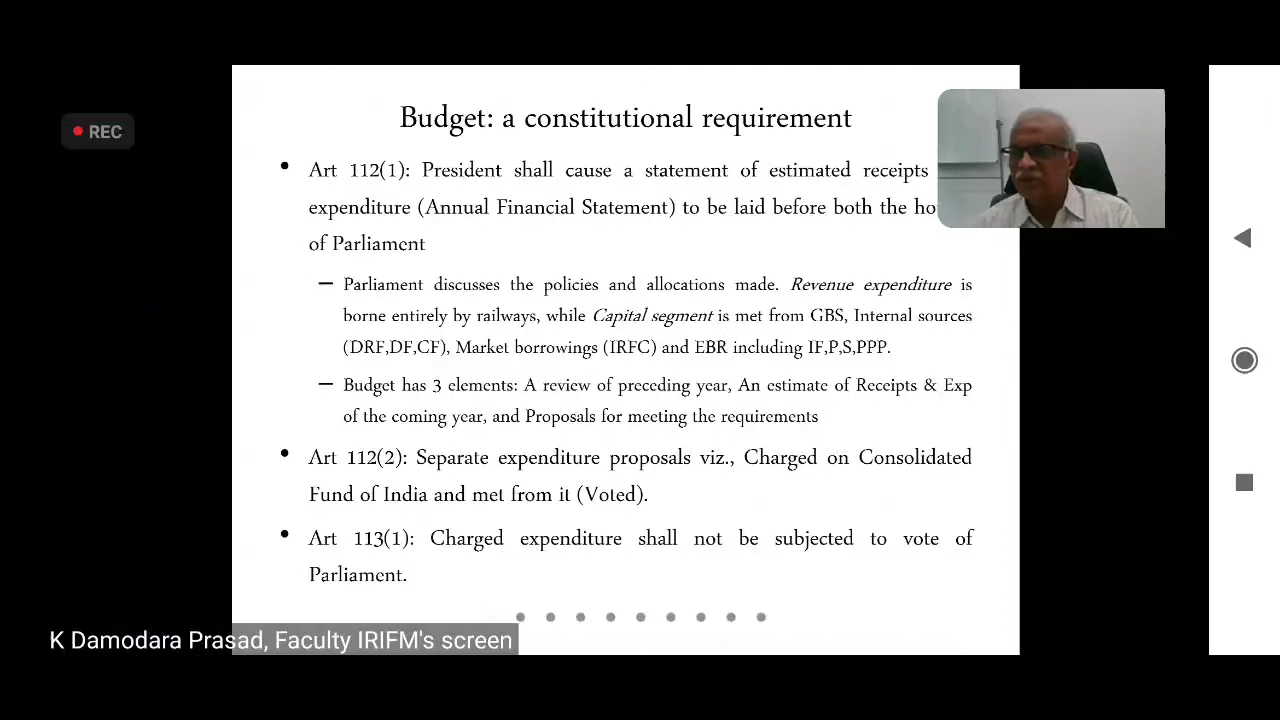 REC
Budget: a constitutional requirement
• Art 112(1): President shall cause a statement of estimated receipts
expenditure (Annual Financial Statement) to be laid before both the
of Parliament
– Parliament discusses the policies and allocations made. Revenue expenditure is
borne entirely by railways, while Capital segment is met from GBS, Internal sources
(DRF,DF,CF), Market borrowings (IRFC) and EBR including IF,P,S,PPP.
– Budget has 3 elements: A review of preceding year, An estimate of Receipts & Exp
of the coming year, and Proposals for meeting the requirements
• Art 112(2): Separate expenditure proposals viz., Charged on Consolidated
Fund of India and met from it (Voted).
• Art 113(1): Charged expenditure shall not be subjected to vote of
Parliament.
K Damodara Prasad, Faculty IRIFM's screen